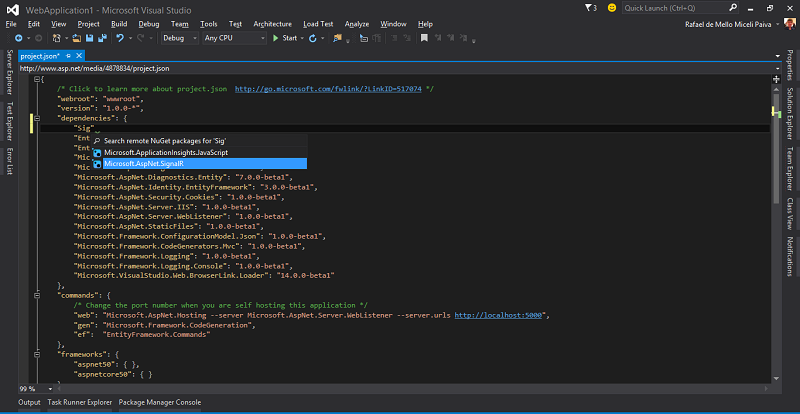 WebApplication1 - Microsoft Visual Studio
3
Quick Launch (Ctrl+Q)
File Edit View Project Build Debug Team Tools Test Architecture Load Test Analyze Window Help
Rafael de Mello Miceli Paiva
Debug Any CPU Start
project.json*
http://www.asp.net/media/4878834/project.json
{
/* Click to learn more about project.json http://go.microsoft.com/fwlink/?LinkID=517074 */
"webroot": "wwwroot",
"version": "1.0.0-*",
"dependencies": {
"Sig"
"Ent
Search remote NuGet packages for 'Sig'
"Ent
Microsoft.ApplicationInsights.JavaScript
"Mic
Microsoft.AspNet.SignalR
"Mic
"Microsoft.AspNet.Diagnostics.Entity": "7.0.0-beta1",
"Microsoft.AspNet.Identity.EntityFramework": "3.0.0-beta1",
"Microsoft.AspNet.Security.Cookies": "1.0.0-beta1",
"Microsoft.AspNet.Server.IIS": "1.0.0-beta1",
"Microsoft.AspNet.Server.WebListener": "1.0.0-beta1",
"Microsoft.AspNet.StaticFiles": "1.0.0-beta1",
"Microsoft.Framework.ConfigurationModel.Json": "1.0.0-beta1",
"Microsoft.Framework.CodeGenerators.Mvc": "1.0.0-beta1",
"Microsoft.Framework.Logging": "1.0.0-beta1",
"Microsoft.Framework.Logging.Console": "1.0.0-beta1",
"Microsoft.VisualStudio.Web.BrowserLink.Loader": "14.0.0-beta1"
},
"commands": {
/* Change the port number when you are self hosting this application */
"web": "Microsoft.AspNet.Hosting --server Microsoft.AspNet.Server.WebListener --server.urls http://localhost:5000",
"gen": "Microsoft.Framework.CodeGeneration",
"ef": "EntityFramework.Commands"
},
"frameworks": {
"aspnet50": { },
"aspnetcore50": { }
99 %
Output Task Runner Explorer Package Manager Console
Server Explorer
Test Explorer
Error List
Properties
Solution Explorer
Team Explorer
Class View
Notifications